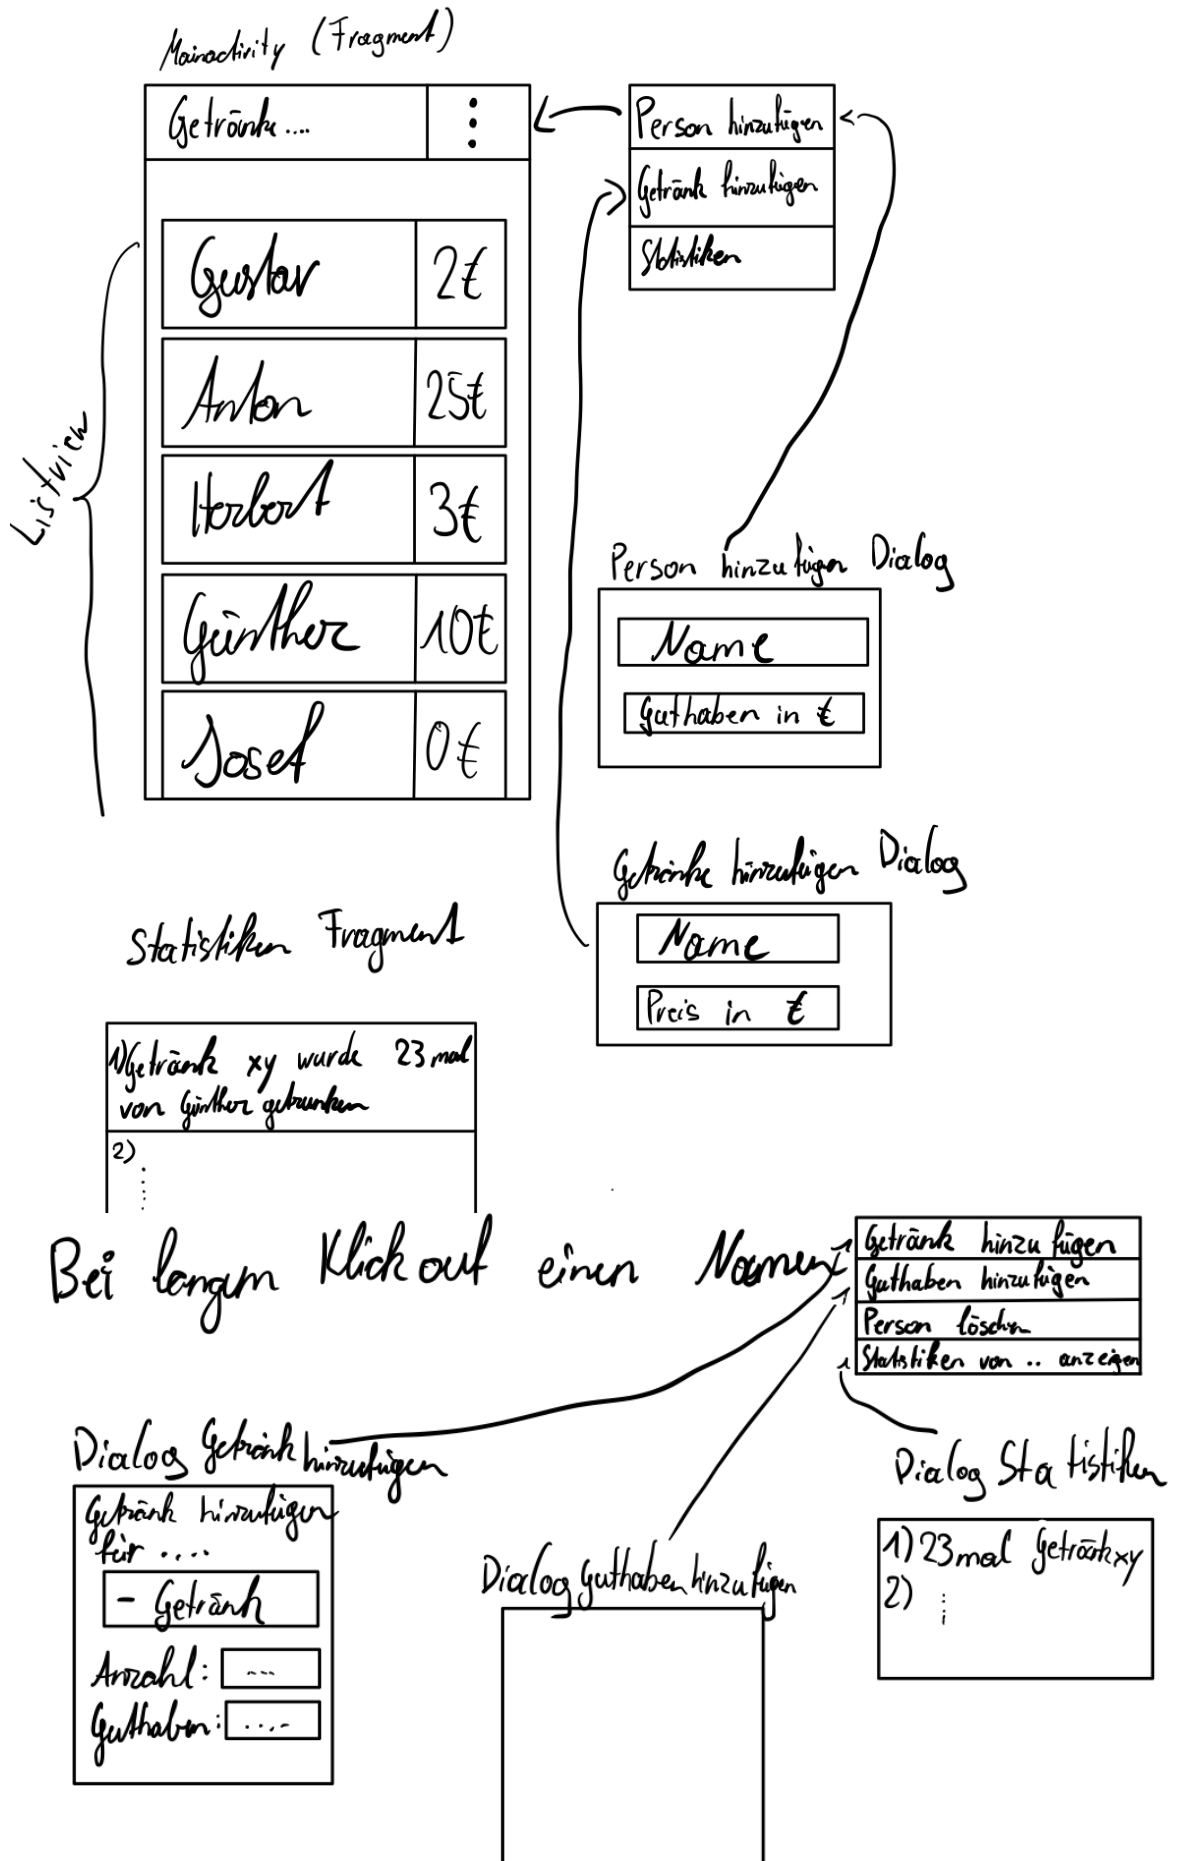 Mainactivity (Fragment)
Getränke....
Person hinzufügen
Getränk hinzufügen
Statistiken
Listview
Gustav 2€
Anton 25€
Herbert 3€
Günther 10€
Josef 0€
Person hinzufügen Dialog
Name
Guthaben in €
Getränke hinzufügen Dialog
Name
Preis in €
Statistiken Fragment
1) Getränk xy wurde 23 mal
von Günther getrunken
2)
Bei langem Klick auf einen Namen
Getränk hinzufügen
Guthaben hinzufügen
Person löschen
Statistiken von .. anzeigen
Dialog Getränk hinzufügen
Getränk hinzufügen
für ....
- Getränk
Anzahl: ---
Guthaben: ....
Dialog Guthaben hinzufügen
Dialog Statistiken
1) 23 mal Getränk xy
2)